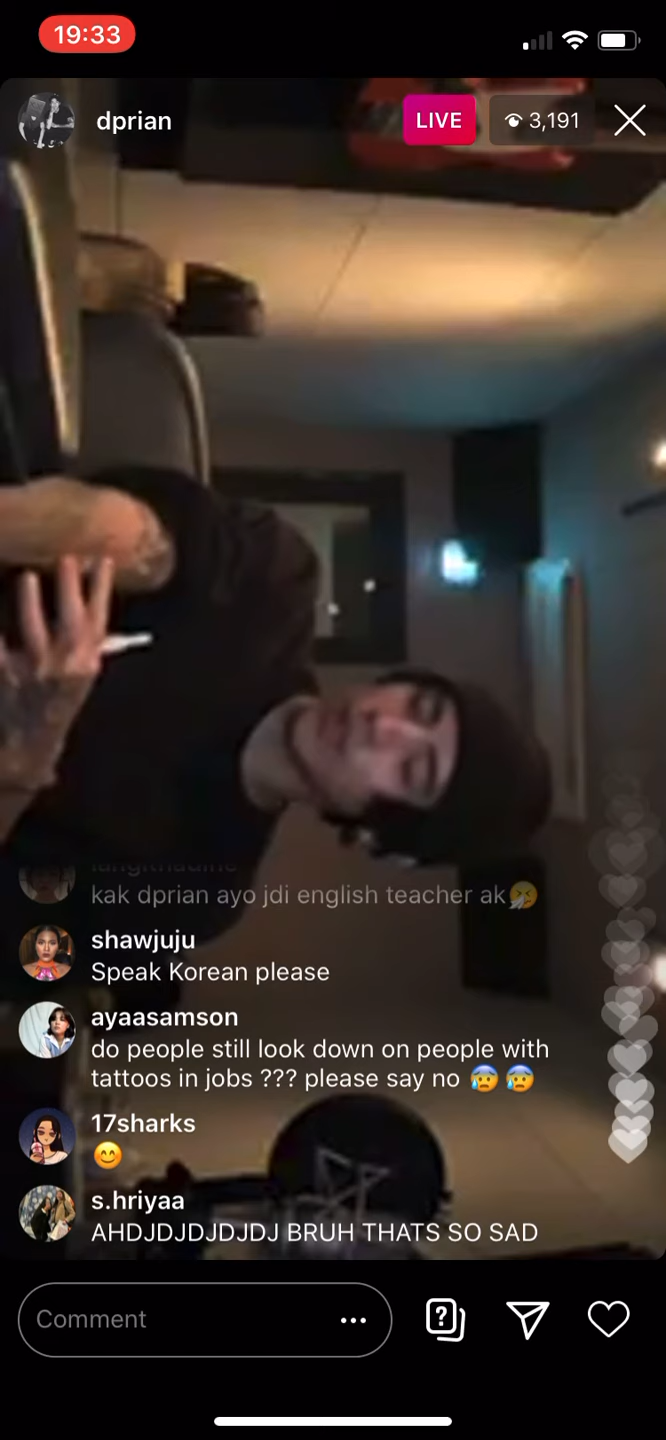 19:33
dprian
LIVE
3,191
kak dprian ayo jdi english teacher ak🤧
shawjuju
Speak Korean please
ayaasamson
do people still look down on people with
tattoos in jobs ??? please say no 😰 😰
17sharks
😊
s.hriyaa
AHDJDJDJDJDJ BRUH THATS SO SAD
Comment